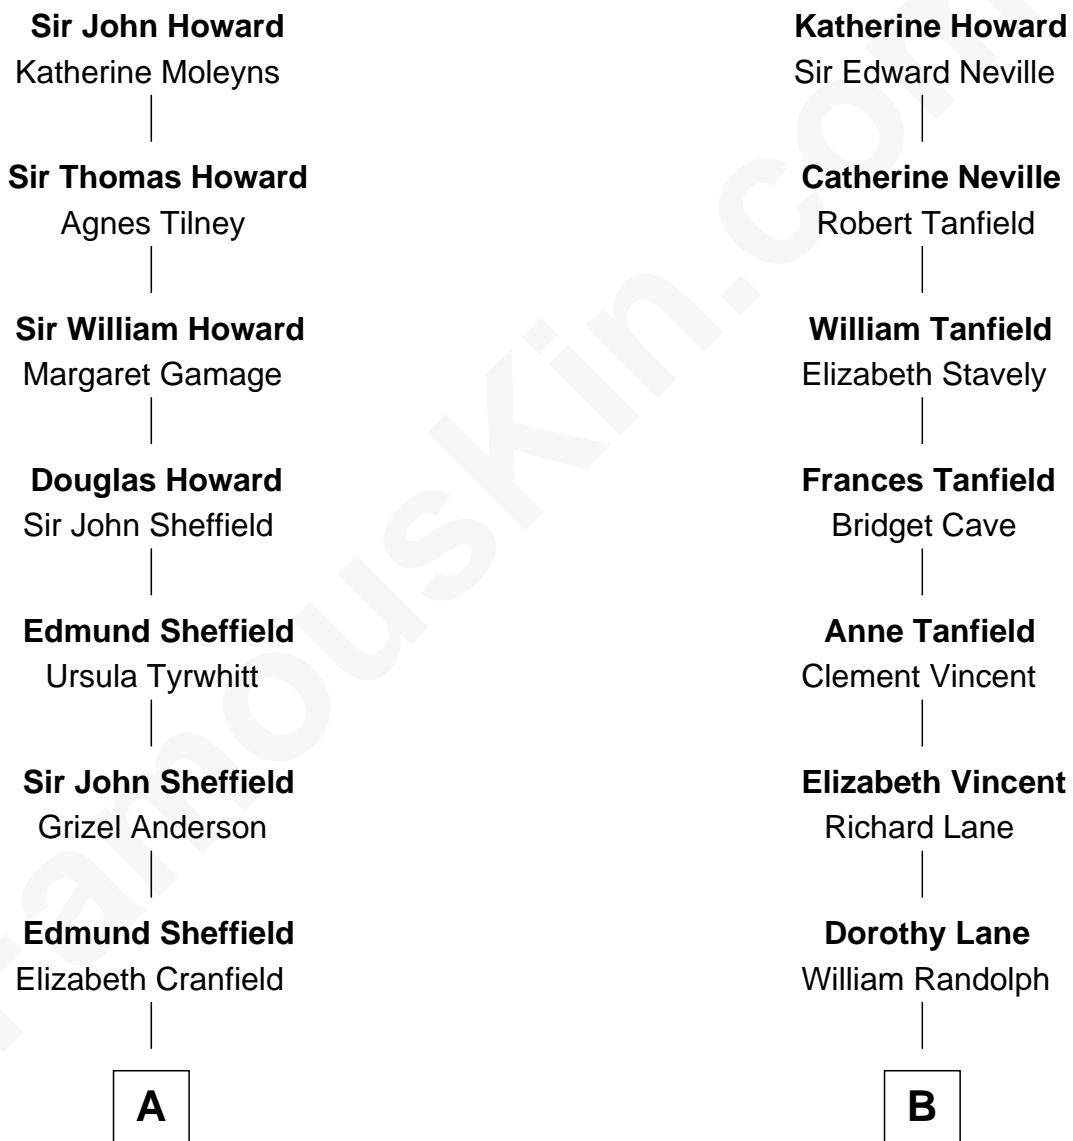 Sir John Howard
Katherine Moleyns
Sir Thomas Howard
Agnes Tilney
Sir William Howard
Margaret Gamage
Douglas Howard
Sir John Sheffield
Edmund Sheffield
Ursula Tyrwhitt
Sir John Sheffield
Grizel Anderson
Edmund Sheffield
Elizabeth Cranfield
A
Katherine Howard
Sir Edward Neville
Catherine Neville
Robert Tanfield
William Tanfield
Elizabeth Stavely
Frances Tanfield
Bridget Cave
Anne Tanfield
Clement Vincent
Elizabeth Vincent
Richard Lane
Dorothy Lane
William Randolph
B
FamousKin.com